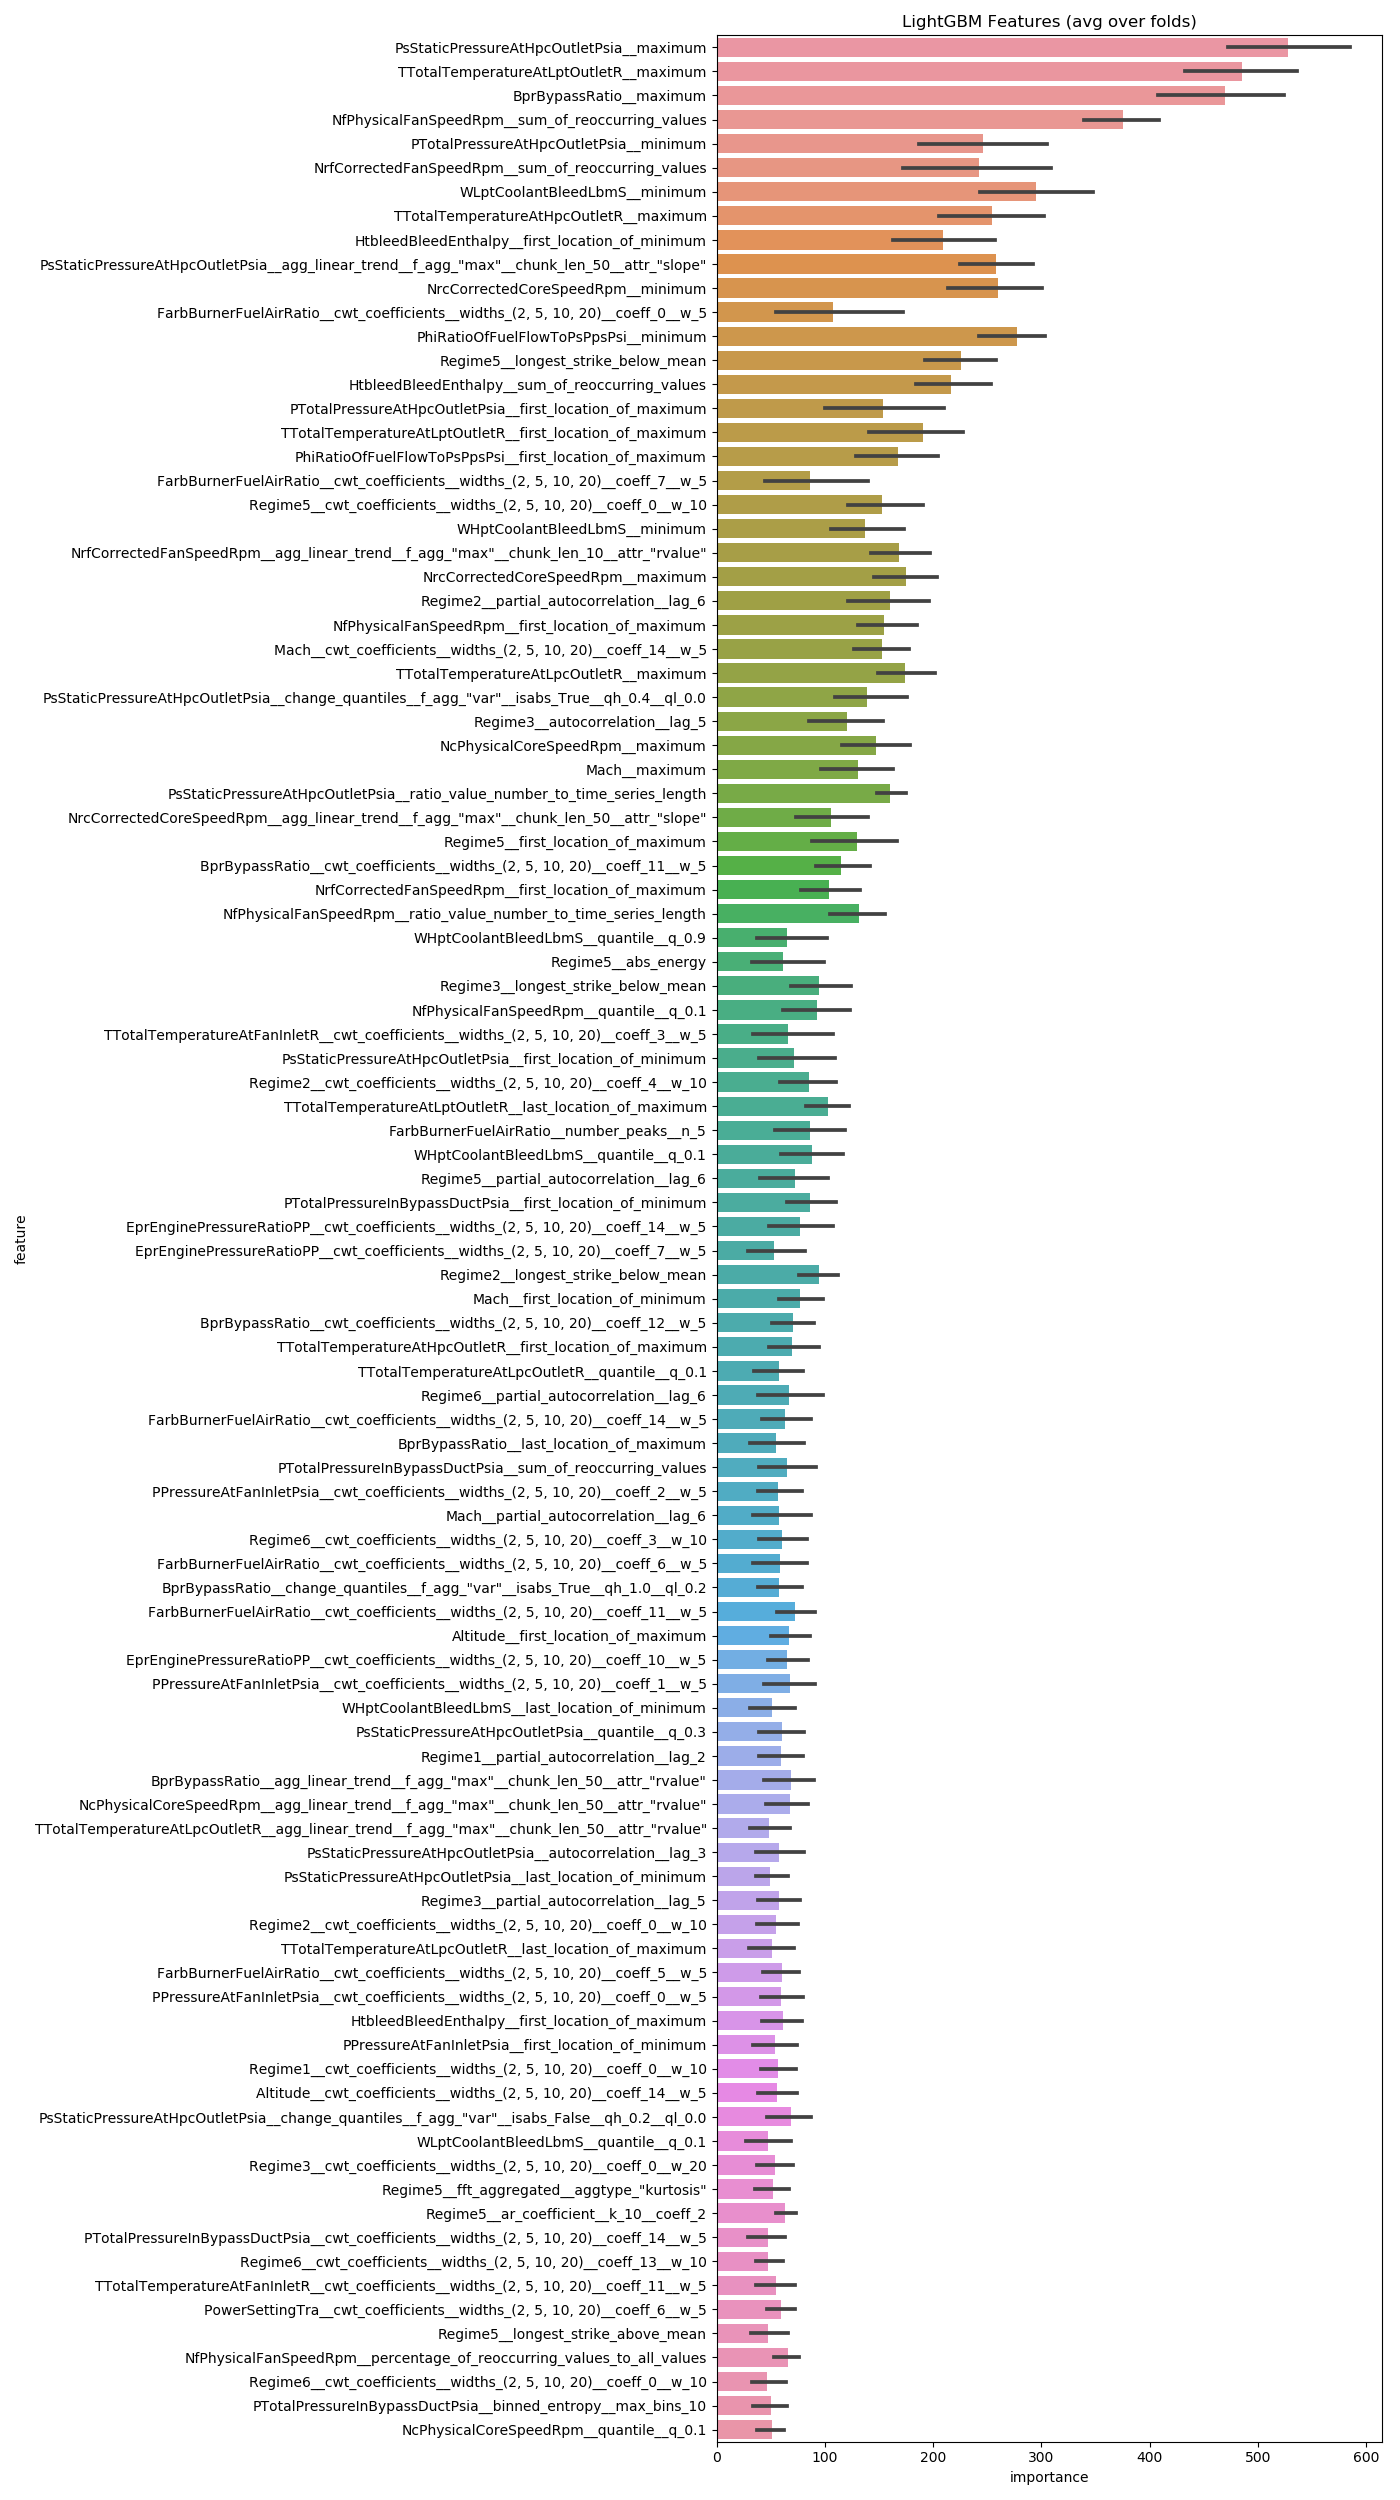 LightGBM Features (avg over folds)
PsStaticPressureAtHpcOutletPsia__maximum
TTotalTemperatureAtLptOutletR__maximum
BprBypassRatio__maximum
NfPhysicalFanSpeedRpm__sum_of_reoccurring_values
PTotalPressureAtHpcOutletPsia__minimum
NrfCorrectedFanSpeedRpm__sum_of_reoccurring_values
WLptCoolantBleedLbmS__minimum
TTotalTemperatureAtHpcOutletR__maximum
HtbleedBleedEnthalpy__first_location_of_minimum
PsStaticPressureAtHpcOutletPsia__agg_linear_trend__f_agg_"max"__chunk_len_50__attr_"slope"
NrcCorrectedCoreSpeedRpm__minimum
FarbBurnerFuelAirRatio__cwt_coefficients__widths_(2, 5, 10, 20)__coeff_0__w_5
PhiRatioOfFuelFlowToPsPpsPsi__minimum
Regime5__longest_strike_below_mean
HtbleedBleedEnthalpy__sum_of_reoccurring_values
PTotalPressureAtHpcOutletPsia__first_location_of_maximum
TTotalTemperatureAtLptOutletR__first_location_of_maximum
PhiRatioOfFuelFlowToPsPpsPsi__first_location_of_maximum
FarbBurnerFuelAirRatio__cwt_coefficients__widths_(2, 5, 10, 20)__coeff_7__w_5
Regime5__cwt_coefficients__widths_(2, 5, 10, 20)__coeff_0__w_10
WHptCoolantBleedLbmS__minimum
NrfCorrectedFanSpeedRpm__agg_linear_trend__f_agg_"max"__chunk_len_10__attr_"rvalue"
NrcCorrectedCoreSpeedRpm__maximum
Regime2__partial_autocorrelation__lag_6
NfPhysicalFanSpeedRpm__first_location_of_maximum
Mach__cwt_coefficients__widths_(2, 5, 10, 20)__coeff_14__w_5
TTotalTemperatureAtLpcOutletR__maximum
PsStaticPressureAtHpcOutletPsia__change_quantiles__f_agg_"var"__isabs_True__qh_0.4__ql_0.0
Regime3__autocorrelation__lag_5
NcPhysicalCoreSpeedRpm__maximum
Mach__maximum
PsStaticPressureAtHpcOutletPsia__ratio_value_number_to_time_series_length
NrcCorrectedCoreSpeedRpm__agg_linear_trend__f_agg_"max"__chunk_len_50__attr_"slope"
Regime5__first_location_of_maximum
BprBypassRatio__cwt_coefficients__widths_(2, 5, 10, 20)__coeff_11__w_5
NrfCorrectedFanSpeedRpm__first_location_of_maximum
NfPhysicalFanSpeedRpm__ratio_value_number_to_time_series_length
WHptCoolantBleedLbmS__quantile__q_0.9
Regime5__abs_energy
Regime3__longest_strike_below_mean
NfPhysicalFanSpeedRpm__quantile__q_0.1
TTotalTemperatureAtFanInletR__cwt_coefficients__widths_(2, 5, 10, 20)__coeff_3__w_5
PsStaticPressureAtHpcOutletPsia__first_location_of_minimum
Regime2__cwt_coefficients__widths_(2, 5, 10, 20)__coeff_4__w_10
TTotalTemperatureAtLptOutletR__last_location_of_maximum
FarbBurnerFuelAirRatio__number_peaks__n_5
WHptCoolantBleedLbmS__quantile__q_0.1
Regime5__partial_autocorrelation__lag_6
PTotalPressureInBypassDuctPsia__first_location_of_minimum
EprEnginePressureRatioPP__cwt_coefficients__widths_(2, 5, 10, 20)__coeff_14__w_5
EprEnginePressureRatioPP__cwt_coefficients__widths_(2, 5, 10, 20)__coeff_7__w_5
Regime2__longest_strike_below_mean
Mach__first_location_of_minimum
BprBypassRatio__cwt_coefficients__widths_(2, 5, 10, 20)__coeff_12__w_5
TTotalTemperatureAtHpcOutletR__first_location_of_maximum
TTotalTemperatureAtLpcOutletR__quantile__q_0.1
Regime6__partial_autocorrelation__lag_6
FarbBurnerFuelAirRatio__cwt_coefficients__widths_(2, 5, 10, 20)__coeff_14__w_5
BprBypassRatio__last_location_of_maximum
PTotalPressureInBypassDuctPsia__sum_of_reoccurring_values
PPressureAtFanInletPsia__cwt_coefficients__widths_(2, 5, 10, 20)__coeff_2__w_5
Mach__partial_autocorrelation__lag_6
Regime6__cwt_coefficients__widths_(2, 5, 10, 20)__coeff_3__w_10
FarbBurnerFuelAirRatio__cwt_coefficients__widths_(2, 5, 10, 20)__coeff_6__w_5
BprBypassRatio__change_quantiles__f_agg_"var"__isabs_True__qh_1.0__ql_0.2
FarbBurnerFuelAirRatio__cwt_coefficients__widths_(2, 5, 10, 20)__coeff_11__w_5
Altitude__first_location_of_maximum
EprEnginePressureRatioPP__cwt_coefficients__widths_(2, 5, 10, 20)__coeff_10__w_5
PPressureAtFanInletPsia__cwt_coefficients__widths_(2, 5, 10, 20)__coeff_1__w_5
WHptCoolantBleedLbmS__last_location_of_minimum
PsStaticPressureAtHpcOutletPsia__quantile__q_0.3
Regime1__partial_autocorrelation__lag_2
BprBypassRatio__agg_linear_trend__f_agg_"max"__chunk_len_50__attr_"rvalue"
NcPhysicalCoreSpeedRpm__agg_linear_trend__f_agg_"max"__chunk_len_50__attr_"rvalue"
TTotalTemperatureAtLpcOutletR__agg_linear_trend__f_agg_"max"__chunk_len_50__attr_"rvalue"
PsStaticPressureAtHpcOutletPsia__autocorrelation__lag_3
PsStaticPressureAtHpcOutletPsia__last_location_of_minimum
Regime3__partial_autocorrelation__lag_5
Regime2__cwt_coefficients__widths_(2, 5, 10, 20)__coeff_0__w_10
TTotalTemperatureAtLpcOutletR__last_location_of_maximum
FarbBurnerFuelAirRatio__cwt_coefficients__widths_(2, 5, 10, 20)__coeff_5__w_5
PPressureAtFanInletPsia__cwt_coefficients__widths_(2, 5, 10, 20)__coeff_0__w_5
HtbleedBleedEnthalpy__first_location_of_maximum
PPressureAtFanInletPsia__first_location_of_minimum
Regime1__cwt_coefficients__widths_(2, 5, 10, 20)__coeff_0__w_10
Altitude__cwt_coefficients__widths_(2, 5, 10, 20)__coeff_14__w_5
PsStaticPressureAtHpcOutletPsia__change_quantiles__f_agg_"var"__isabs_False__qh_0.2__ql_0.0
WLptCoolantBleedLbmS__quantile__q_0.1
Regime3__cwt_coefficients__widths_(2, 5, 10, 20)__coeff_0__w_20
Regime5__fft_aggregated__aggtype_"kurtosis"
Regime5__ar_coefficient__k_10__coeff_2
PTotalPressureInBypassDuctPsia__cwt_coefficients__widths_(2, 5, 10, 20)__coeff_14__w_5
Regime6__cwt_coefficients__widths_(2, 5, 10, 20)__coeff_13__w_10
TTotalTemperatureAtFanInletR__cwt_coefficients__widths_(2, 5, 10, 20)__coeff_11__w_5
PowerSettingTra__cwt_coefficients__widths_(2, 5, 10, 20)__coeff_6__w_5
Regime5__longest_strike_above_mean
NfPhysicalFanSpeedRpm__percentage_of_reoccurring_values_to_all_values
Regime6__cwt_coefficients__widths_(2, 5, 10, 20)__coeff_0__w_10
PTotalPressureInBypassDuctPsia__binned_entropy__max_bins_10
NcPhysicalCoreSpeedRpm__quantile__q_0.1
feature
0 100 200 300 400 500 600
importance